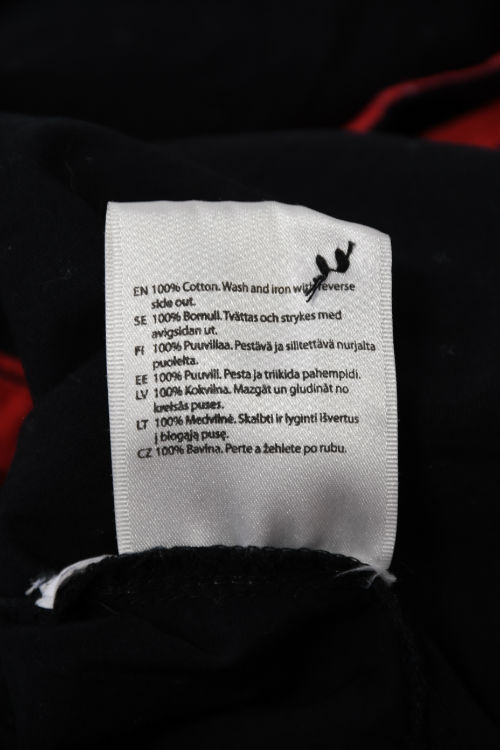 EN 100% Cotton. Wash and iron with reverse
side out.
SE 100% Bomull. Tvättas och strykes med
avigsidan ut.
FI 100% Puuvillaa. Pestävä ja silitettävä nurjalta
puolelta.
EE 100% Puuvill. Pesta ja triikida pahempidi.
LV 100% Kokvilna. Mazgāt un gludināt no
kreisās puses.
LT 100% Medvilnė. Skalbti ir lyginti išvertus
į blogąją pusę.
CZ 100% Bavlna. Perte a žehlete po rubu.